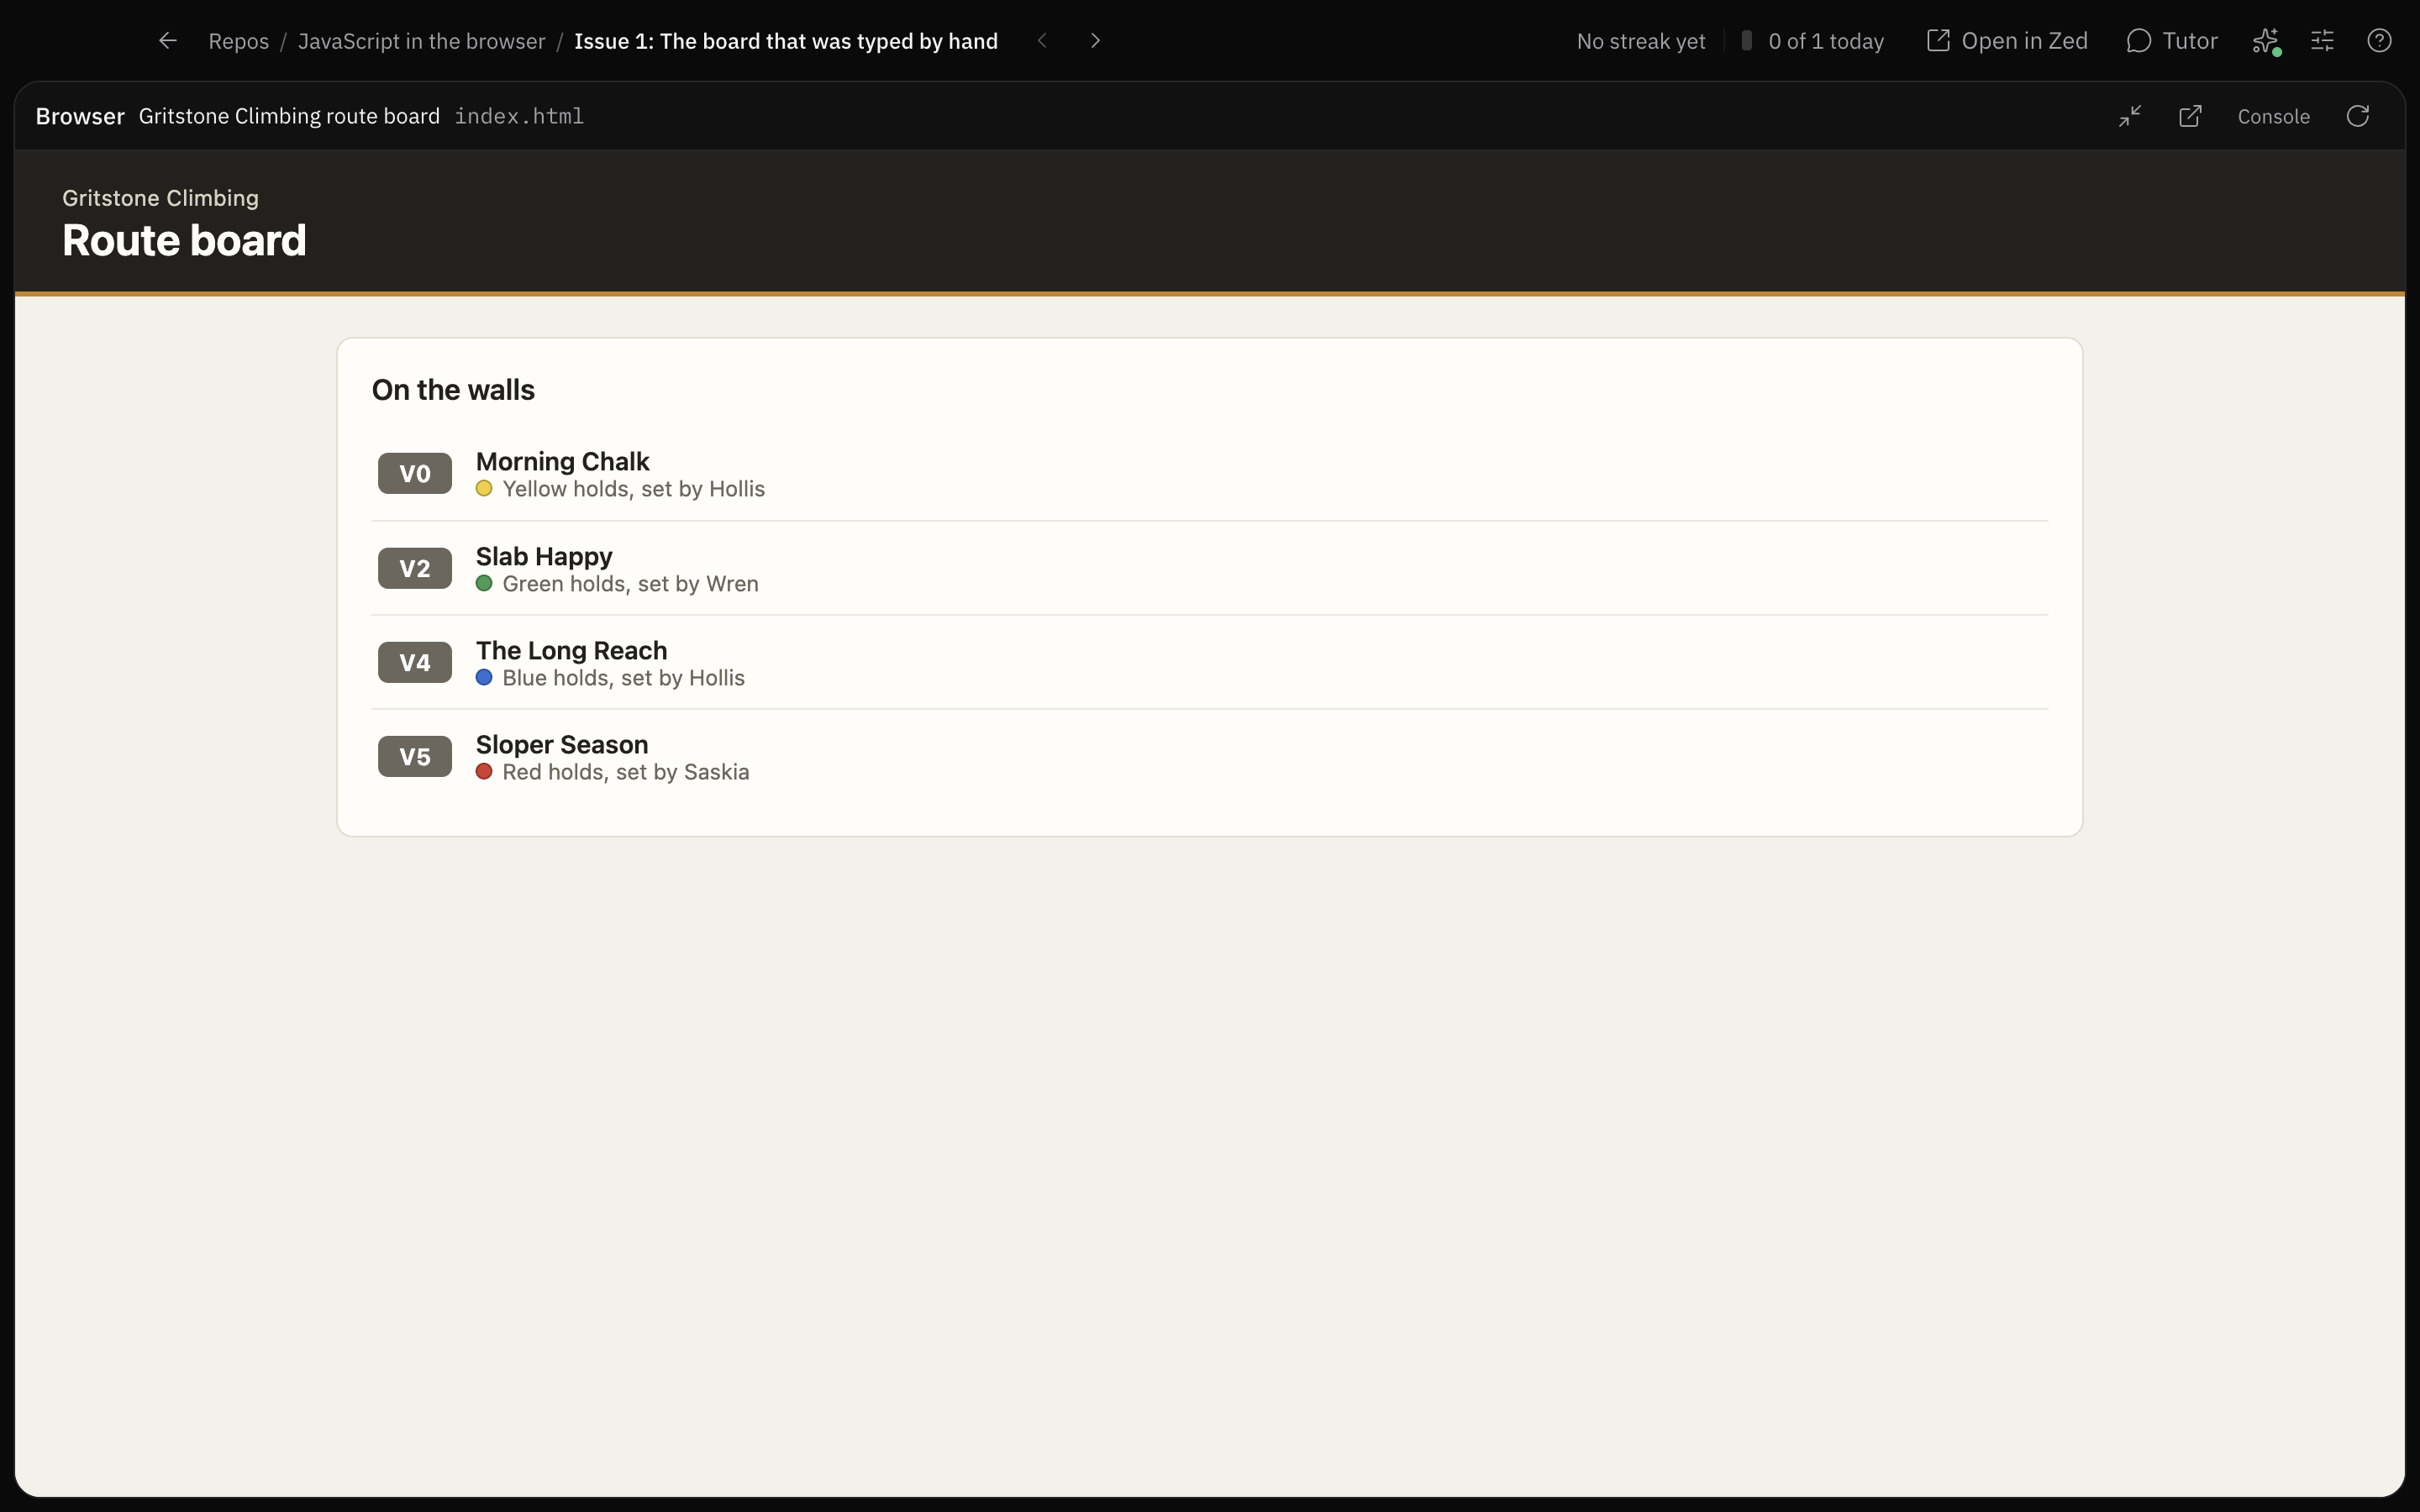 Repos / JavaScript in the browser / Issue 1: The board that was typed by hand
No streak yet
0 of 1 today
Open in Zed
Tutor
Browser Gritstone Climbing route board index.html
Console
Gritstone Climbing
Route board
On the walls
V0
Morning Chalk
Yellow holds, set by Hollis
V2
Slab Happy
Green holds, set by Wren
V4
The Long Reach
Blue holds, set by Hollis
V5
Sloper Season
Red holds, set by Saskia